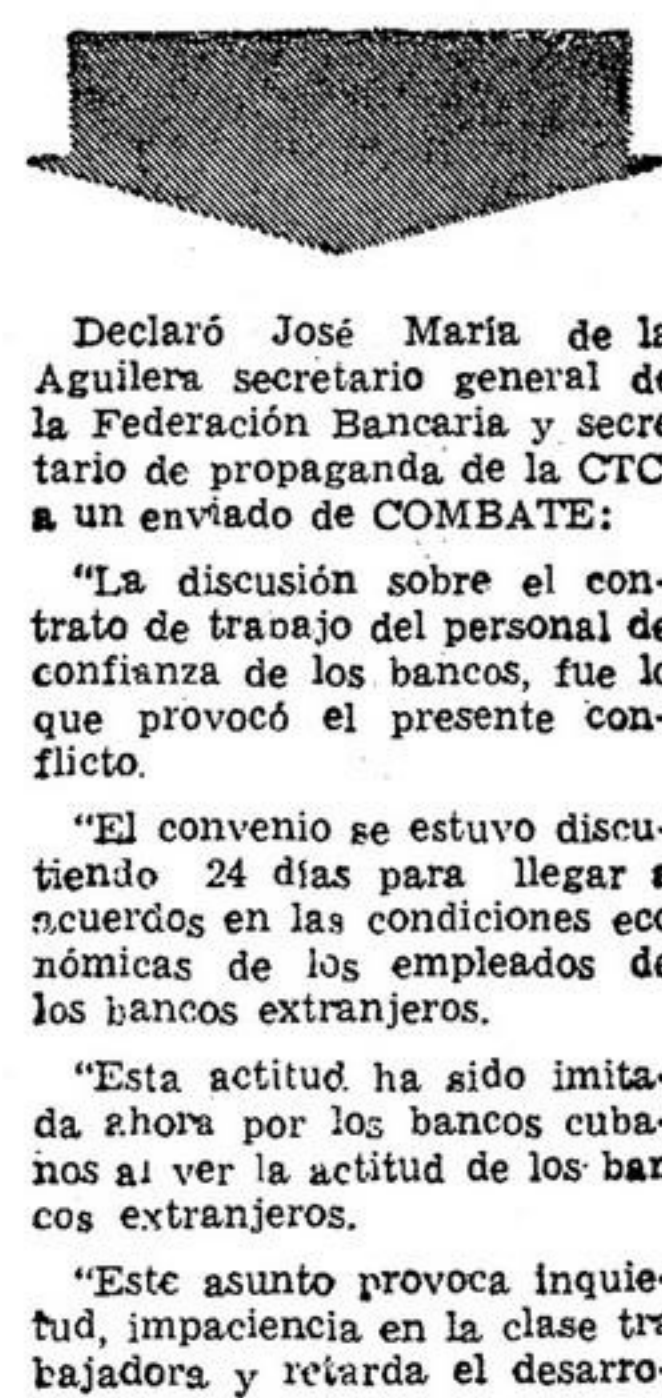 Declaró José María de la
Aguilera secretario general de
la Federación Bancaria y secre
tario de propaganda de la CTC
a un enviado de COMBATE:
“La discusión sobre el con-
trato de trabajo del personal de
confianza de los bancos, fue lo
que provocó el presente con-
flicto.
“El convenio se estuvo discu-
tiendo 24 días para llegar a
acuerdos en las condiciones eco
nómicas de los empleados de
los bancos extranjeros.
“Esta actitud ha sido imita-
da ahora por los bancos cuba-
nos al ver la actitud de los ban
cos extranjeros.
“Este asunto provoca inquie-
tud, impaciencia en la clase tra
bajadora y retarda el desarro-